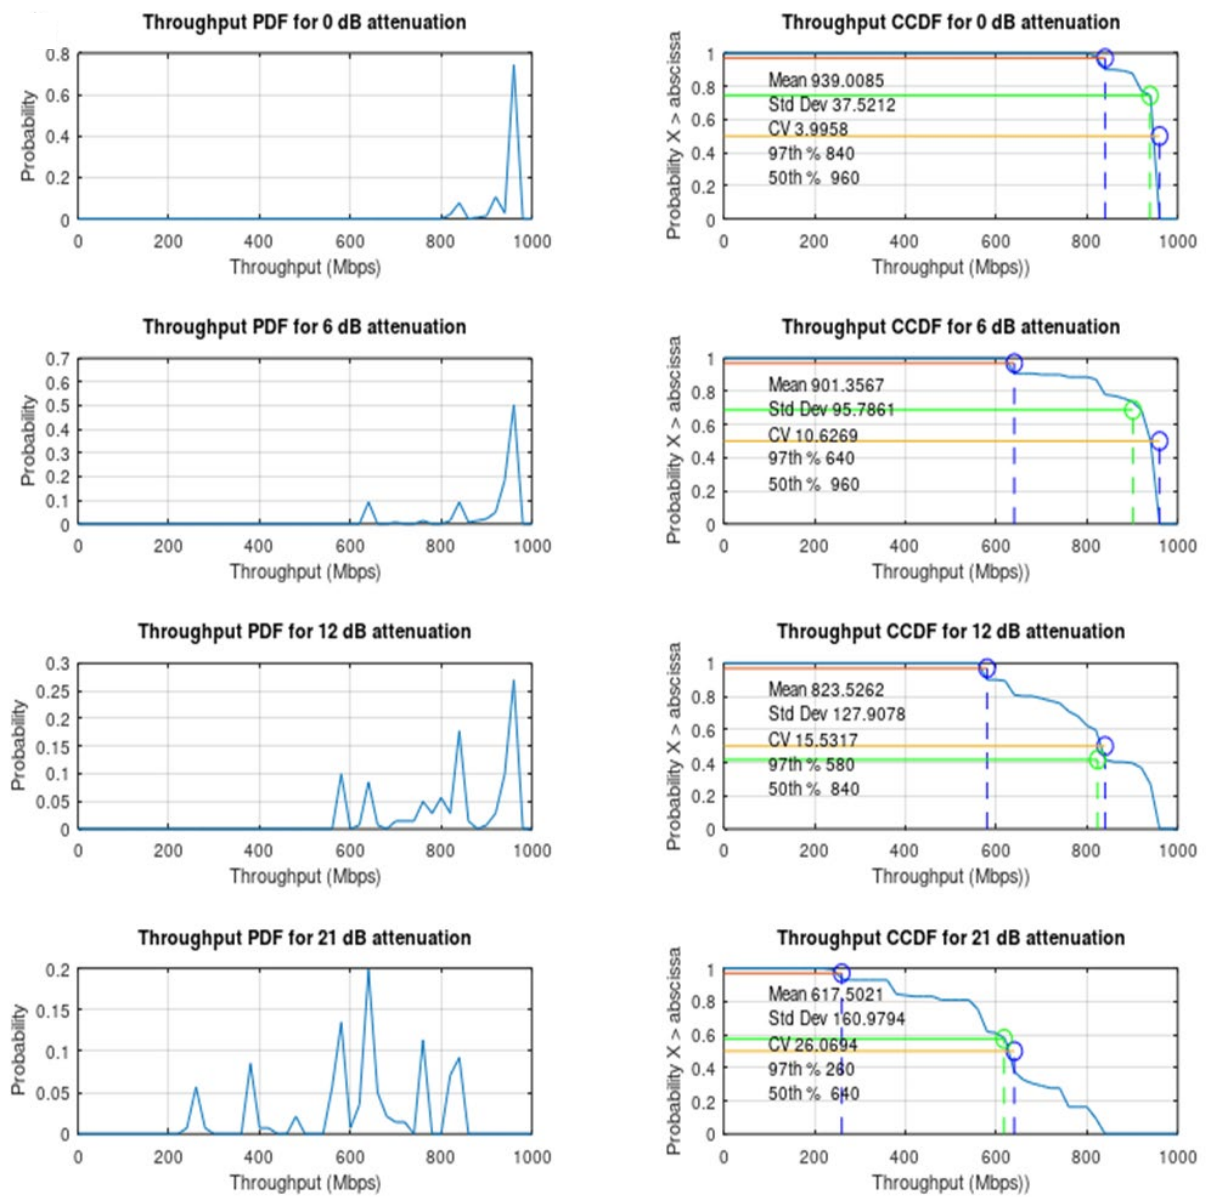 Throughput PDF for 0 dB attenuation
0.8
0.6
0.4
0.2
0
Probability
0 200 400 600 800 1000
Throughput (Mbps)
Throughput CCDF for 0 dB attenuation
1
0.8
0.6
0.4
0.2
0
Probability X > abscissa
Mean 939.0085
Std Dev 37.5212
CV 3.9958
97th % 840
50th % 960
0 200 400 600 800 1000
Throughput (Mbps))
Throughput PDF for 6 dB attenuation
0.7
0.6
0.5
0.4
0.3
0.2
0.1
0
Probability
0 200 400 600 800 1000
Throughput (Mbps)
Throughput CCDF for 6 dB attenuation
1
0.8
0.6
0.4
0.2
0
Probability X > abscissa
Mean 901.3567
Std Dev 95.7861
CV 10.6269
97th % 640
50th % 960
0 200 400 600 800 1000
Throughput (Mbps))
Throughput PDF for 12 dB attenuation
0.3
0.25
0.2
0.15
0.1
0.05
0
Probability
0 200 400 600 800 1000
Throughput (Mbps)
Throughput CCDF for 12 dB attenuation
1
0.8
0.6
0.4
0.2
0
Probability X > abscissa
Mean 823.5262
Std Dev 127.9078
CV 15.5317
97th % 580
50th % 840
0 200 400 600 800 1000
Throughput (Mbps))
Throughput PDF for 21 dB attenuation
0.2
0.15
0.1
0.05
0
Probability
0 200 400 600 800 1000
Throughput (Mbps)
Throughput CCDF for 21 dB attenuation
1
0.8
0.6
0.4
0.2
0
Probability X > abscissa
Mean 617.5021
Std Dev 160.9794
CV 26.0694
97th % 260
50th % 640
0 200 400 600 800 1000
Throughput (Mbps))